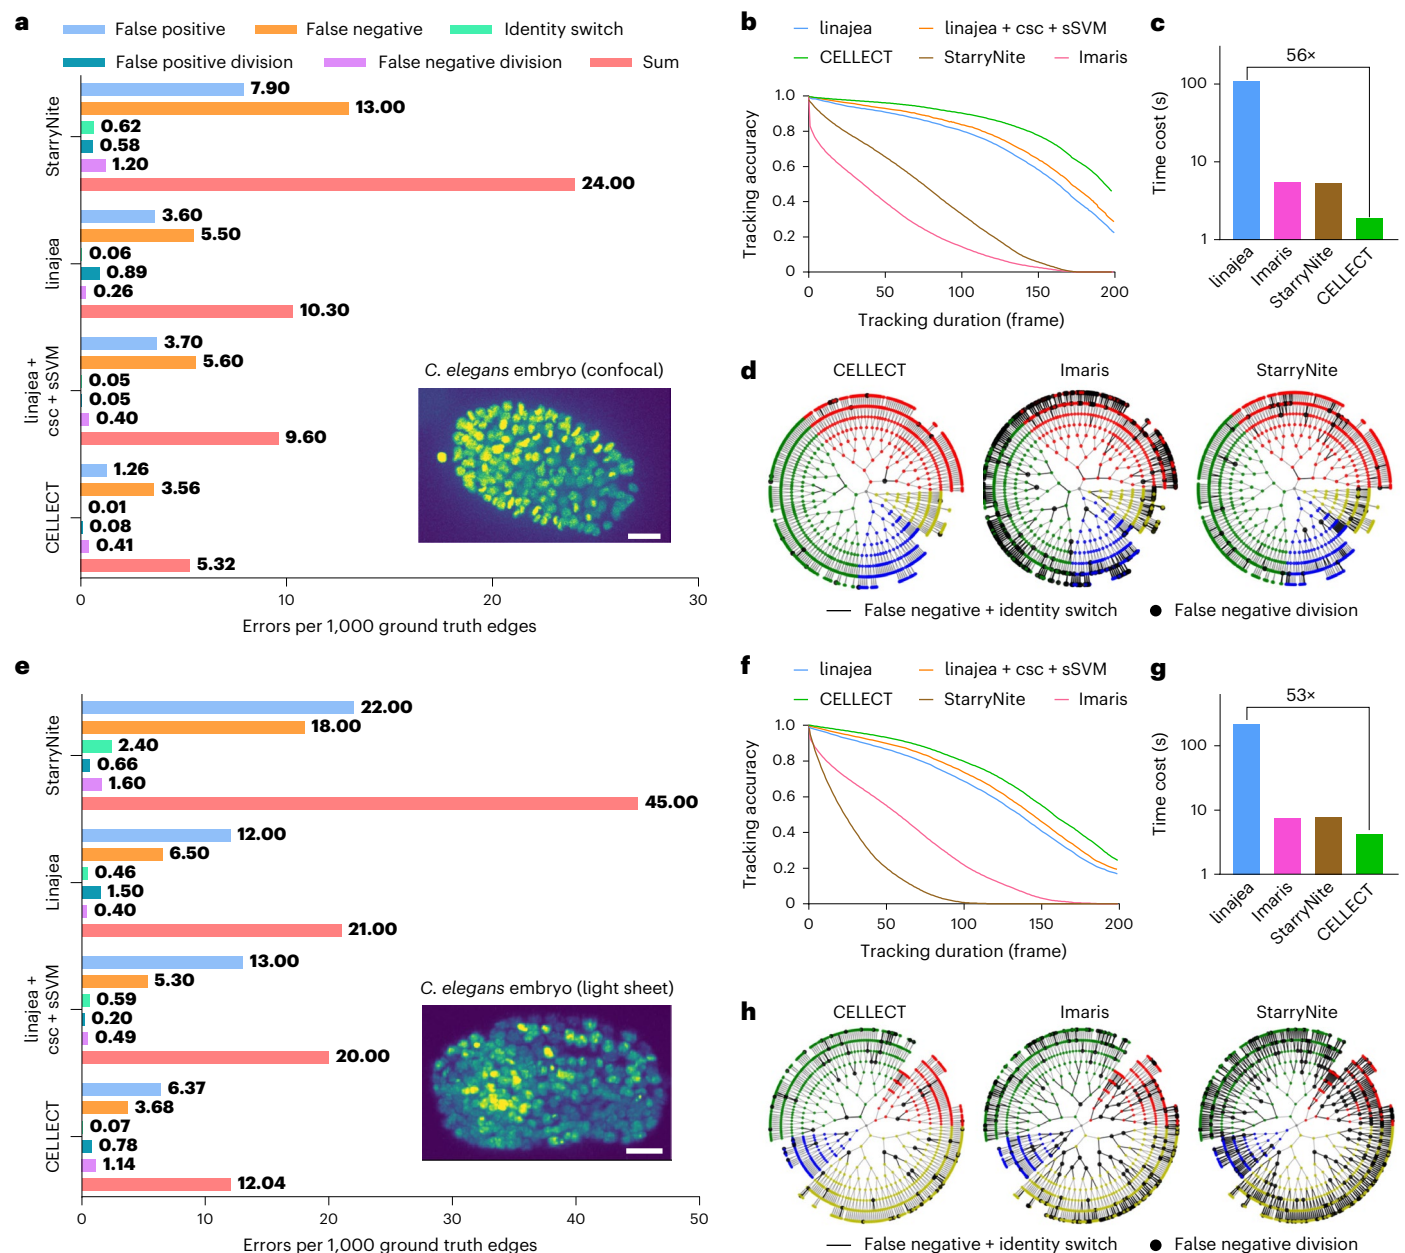 a
False positive
False negative
Identity switch
False positive division
False negative division
Sum
StarryNite
7.90
13.00
0.62
0.58
1.20
24.00
linajea
3.60
5.50
0.06
0.89
0.26
10.30
linajea +
csc + sSVM
3.70
5.60
0.05
0.05
0.40
9.60
CELLECT
1.26
3.56
0.01
0.08
0.41
5.32
C. elegans embryo (confocal)
0 10 20 30
Errors per 1,000 ground truth edges
b
linajea
linajea + csc + sSVM
CELLECT
StarryNite
Imaris
Tracking accuracy
1.0
0.8
0.6
0.4
0.2
0
0 50 100 150 200
Tracking duration (frame)
c
56×
Time cost (s)
100
10
1
linajea
Imaris
StarryNite
CELLECT
d
CELLECT
Imaris
StarryNite
False negative + identity switch
False negative division
e
StarryNite
22.00
18.00
2.40
0.66
1.60
45.00
Linajea
12.00
6.50
0.46
1.50
0.40
21.00
linajea +
csc + sSVM
13.00
5.30
0.59
0.20
0.49
20.00
CELLECT
6.37
3.68
0.07
0.78
1.14
12.04
C. elegans embryo (light sheet)
0 10 20 30 40 50
Errors per 1,000 ground truth edges
f
linajea
linajea + csc + sSVM
CELLECT
StarryNite
Imaris
Tracking accuracy
1.0
0.8
0.6
0.4
0.2
0
0 50 100 150 200
Tracking duration (frame)
g
53×
Time cost (s)
100
10
1
linajea
Imaris
StarryNite
CELLECT
h
CELLECT
Imaris
StarryNite
False negative + identity switch
False negative division